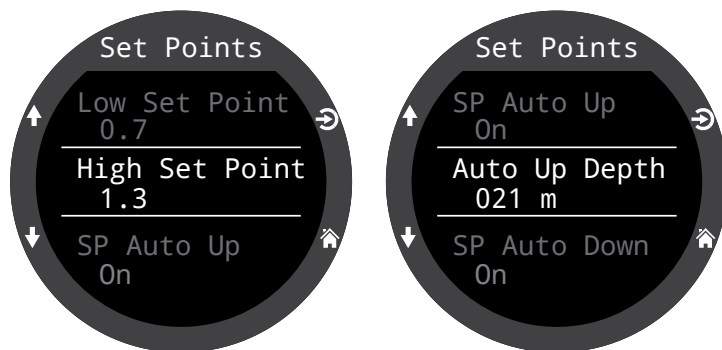 Set Points
Low Set Point
0.7
High Set Point
1.3
SP Auto Up
On
Set Points
SP Auto Up
On
Auto Up Depth
021 m
SP Auto Down
On